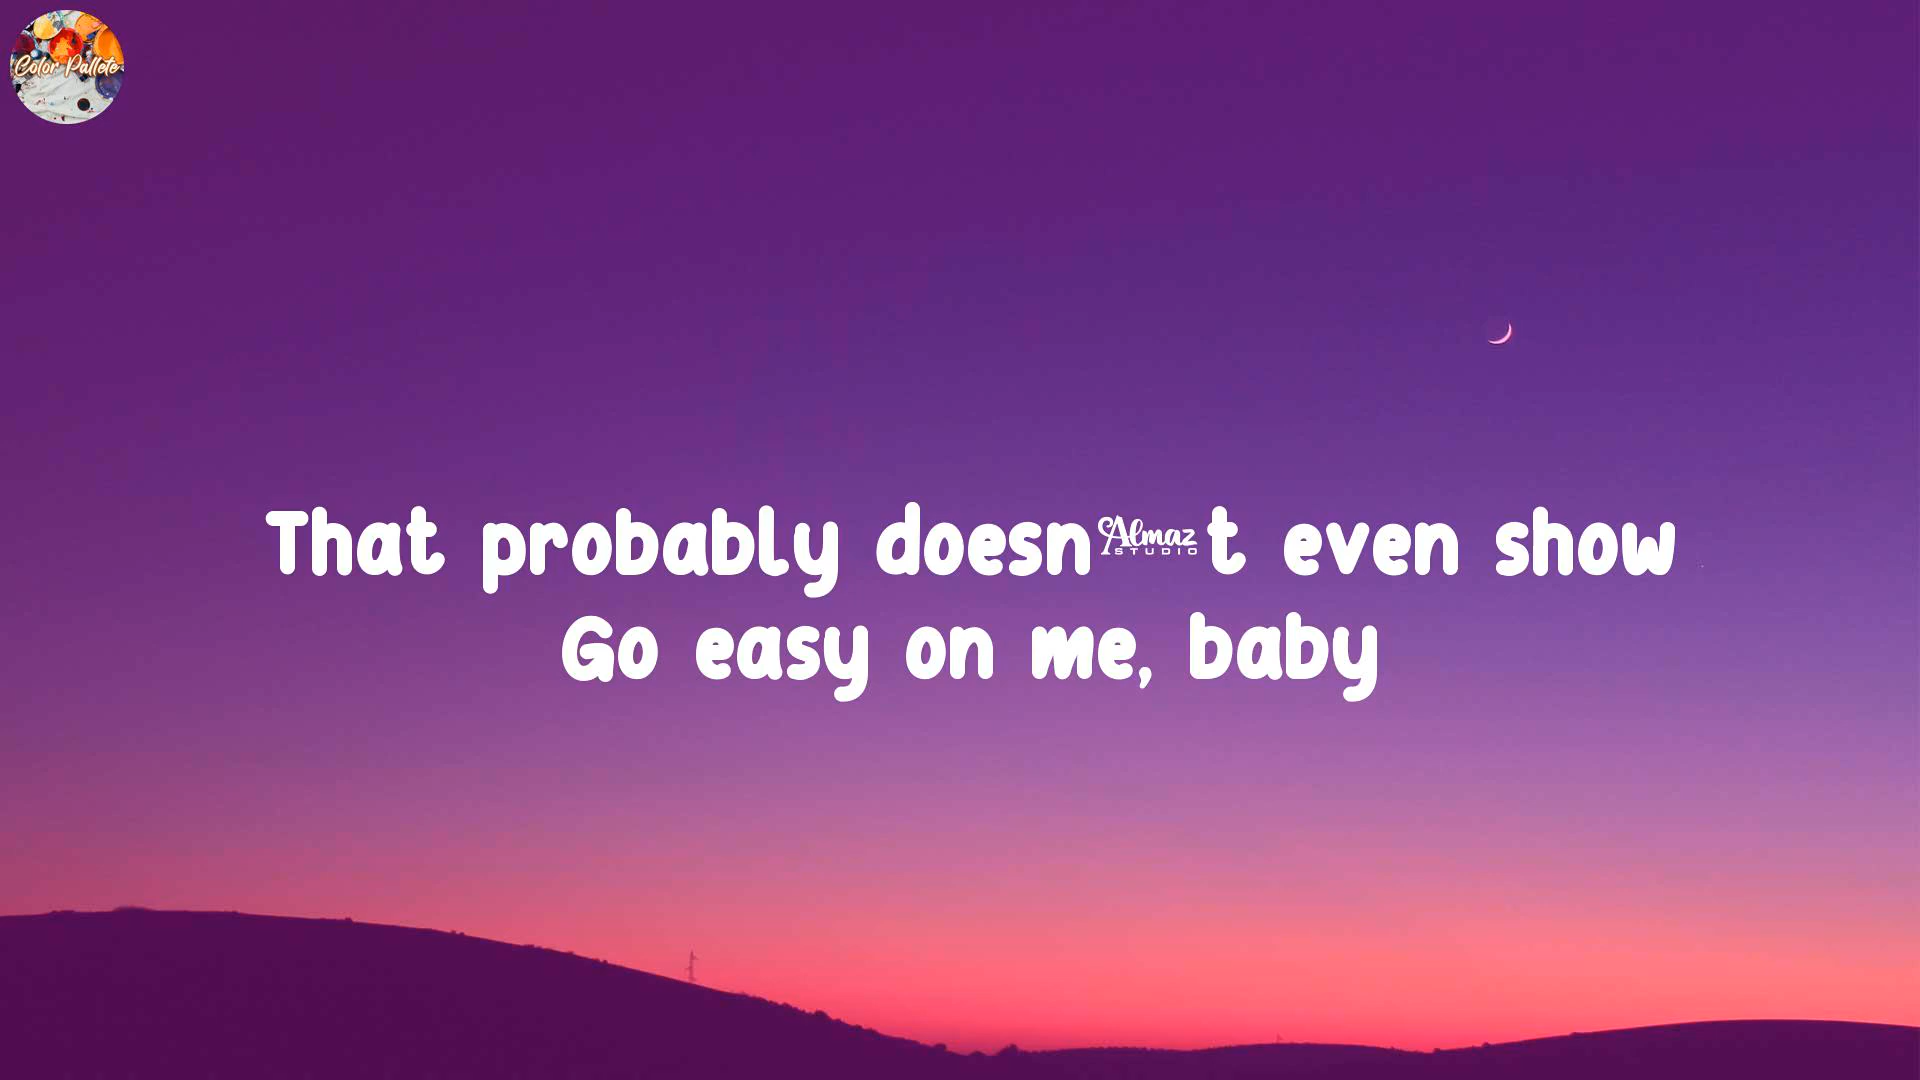 Color Pallete
That probably doesn Almaz STUDIO t even show
Go easy on me, baby